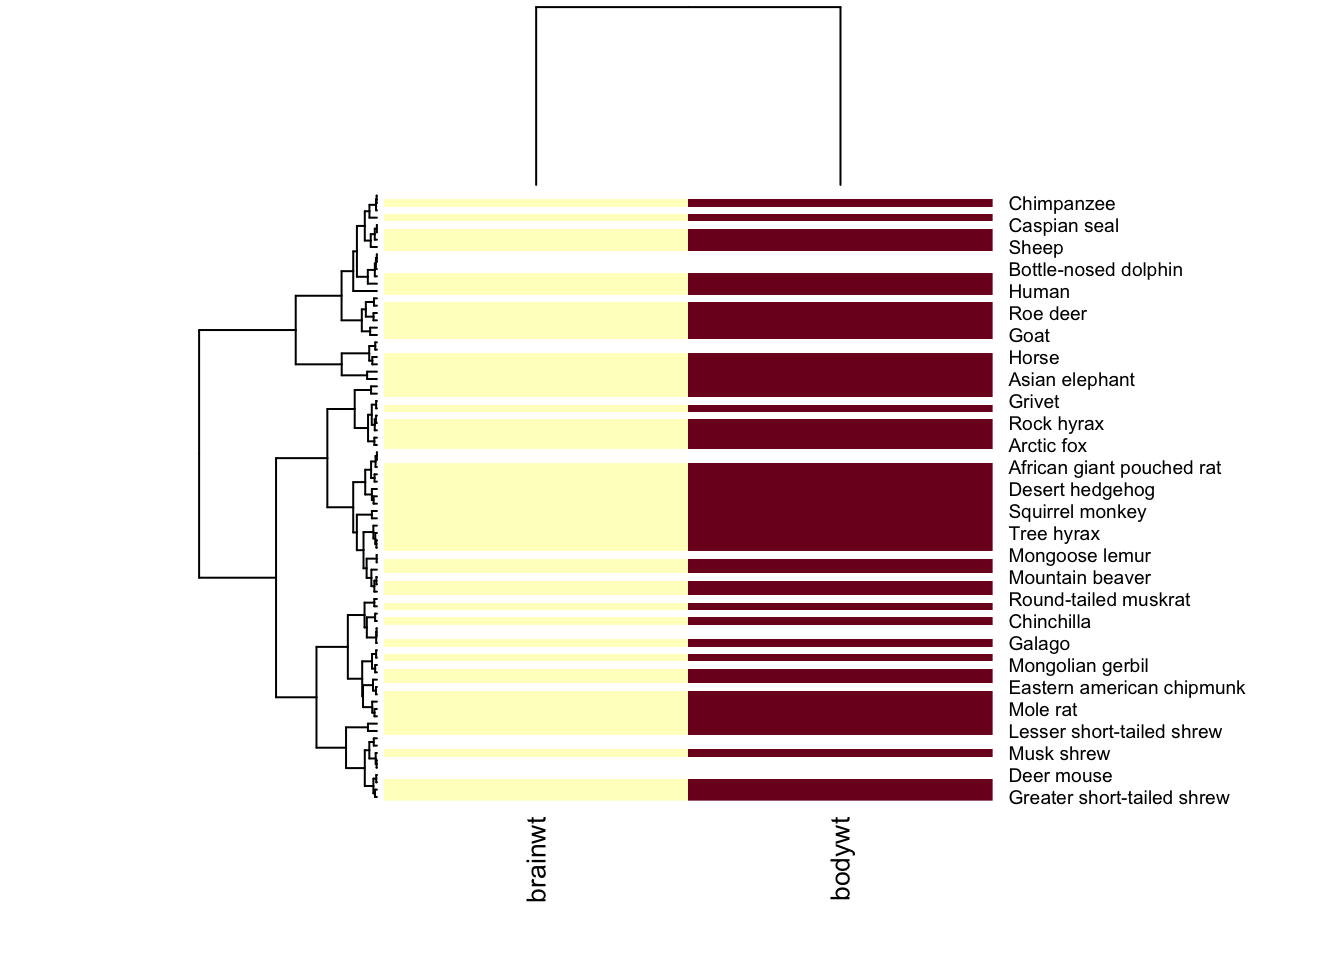 Chimpanzee
Caspian seal
Sheep
Bottle-nosed dolphin
Human
Roe deer
Goat
Horse
Asian elephant
Grivet
Rock hyrax
Arctic fox
African giant pouched rat
Desert hedgehog
Squirrel monkey
Tree hyrax
Mongoose lemur
Mountain beaver
Round-tailed muskrat
Chinchilla
Galago
Mongolian gerbil
Eastern american chipmunk
Mole rat
Lesser short-tailed shrew
Musk shrew
Deer mouse
Greater short-tailed shrew
brainwt
bodywt